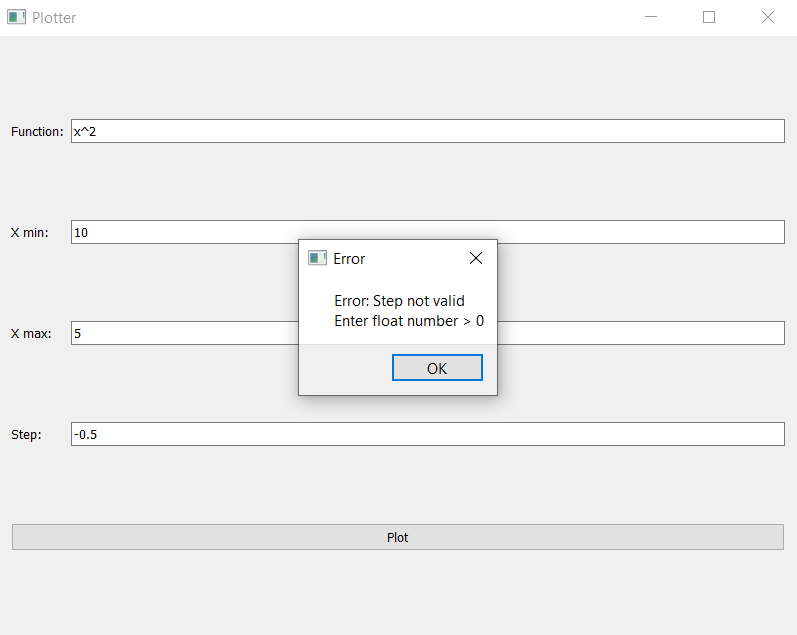 Plotter
Function: x^2
X min: 10
Error
Error: Step not valid
Enter float number > 0
X max: 5
OK
Step: -0.5
Plot